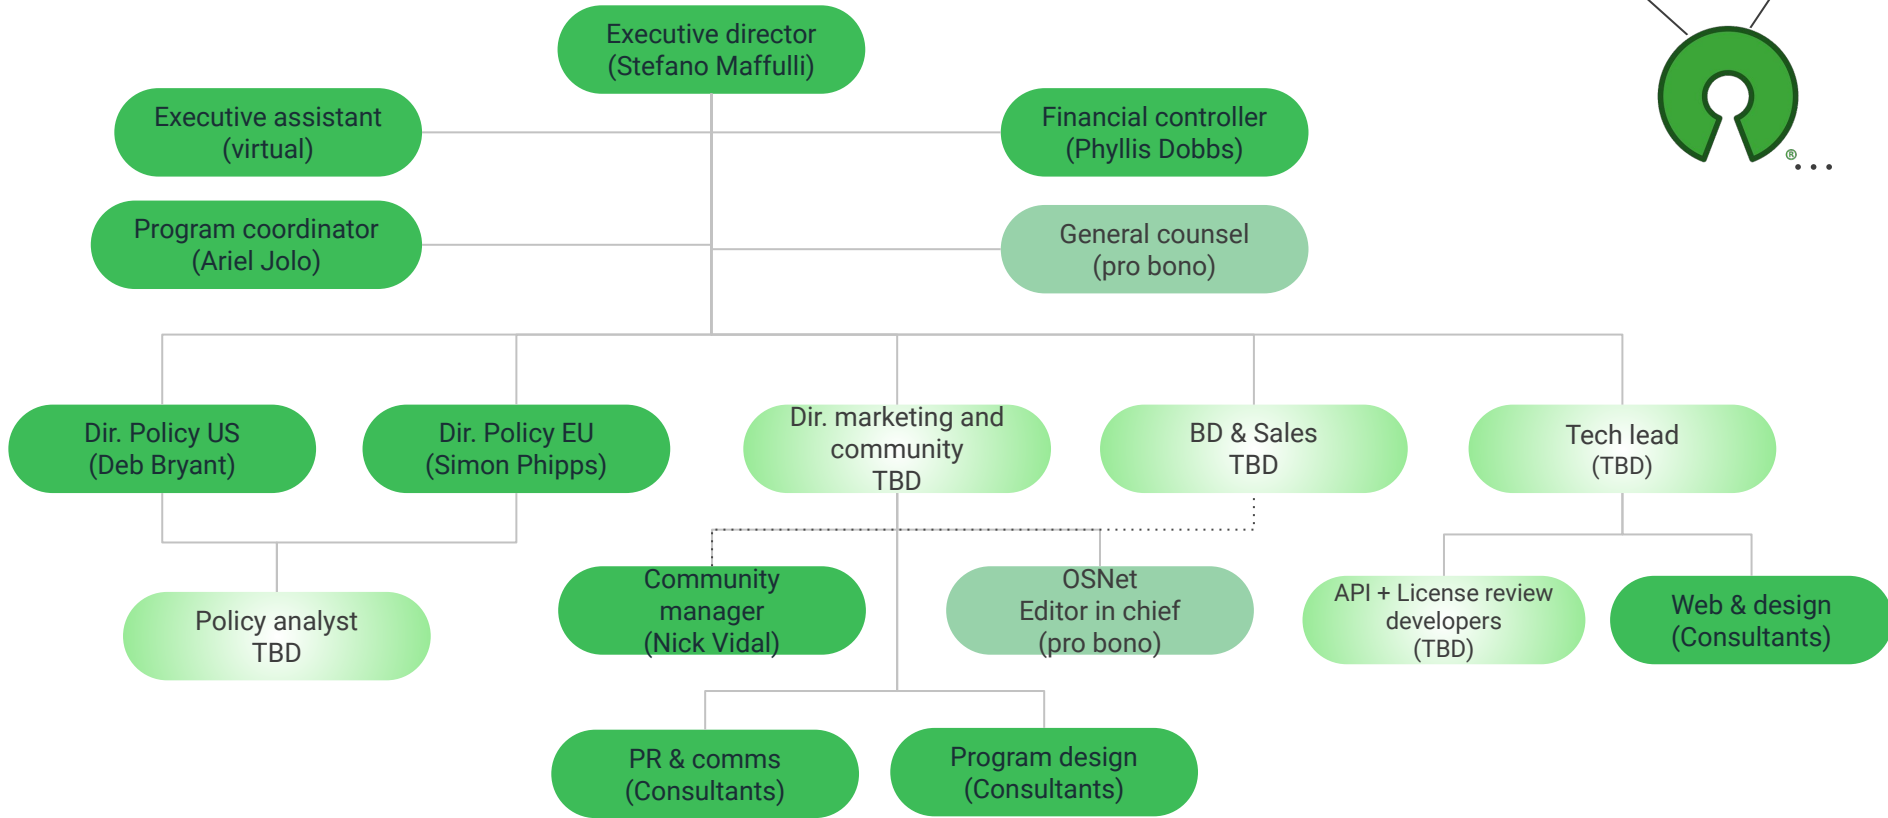 Executive director
(Stefano Maffulli)
Executive assistant
(virtual)
Financial controller
(Phyllis Dobbs)
®
...
Program coordinator
(Ariel Jolo)
General counsel
(pro bono)
Dir. Policy US
(Deb Bryant)
Dir. Policy EU
(Simon Phipps)
Dir. marketing and
community
TBD
BD & Sales
TBD
Tech lead
(TBD)
Policy analyst
TBD
Community
manager
(Nick Vidal)
OSNet
Editor in chief
(pro bono)
API + License review
developers
(TBD)
Web & design
(Consultants)
PR & comms
(Consultants)
Program design
(Consultants)